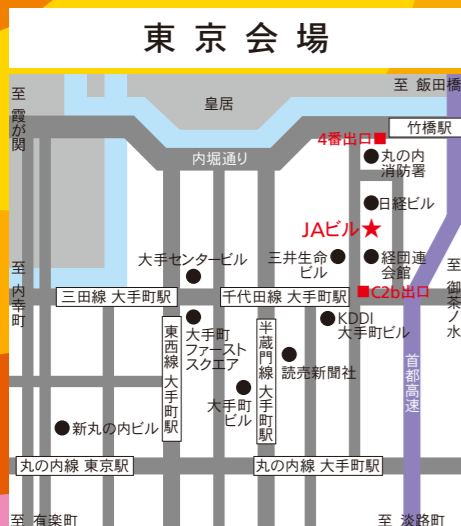 東京会場
至 飯田橋
至 霞が関
皇居
竹橋駅
4番出口
内堀通り
丸の内
消防署
日経ビル
JAビル
三井生命
ビル
経団連
会館
大手センタービル
至 内幸町
至 御茶ノ水
三田線 大手町駅
千代田線 大手町駅
C2b出口
東西線 大手町駅
大手町
ファースト
スクエア
半蔵門線 大手町駅
KDDI
大手町ビル
読売新聞社
首都高速
大手町
ビル
新丸の内ビル
丸の内線 東京駅
丸の内線 大手町駅
至 有楽町
至 淡路町